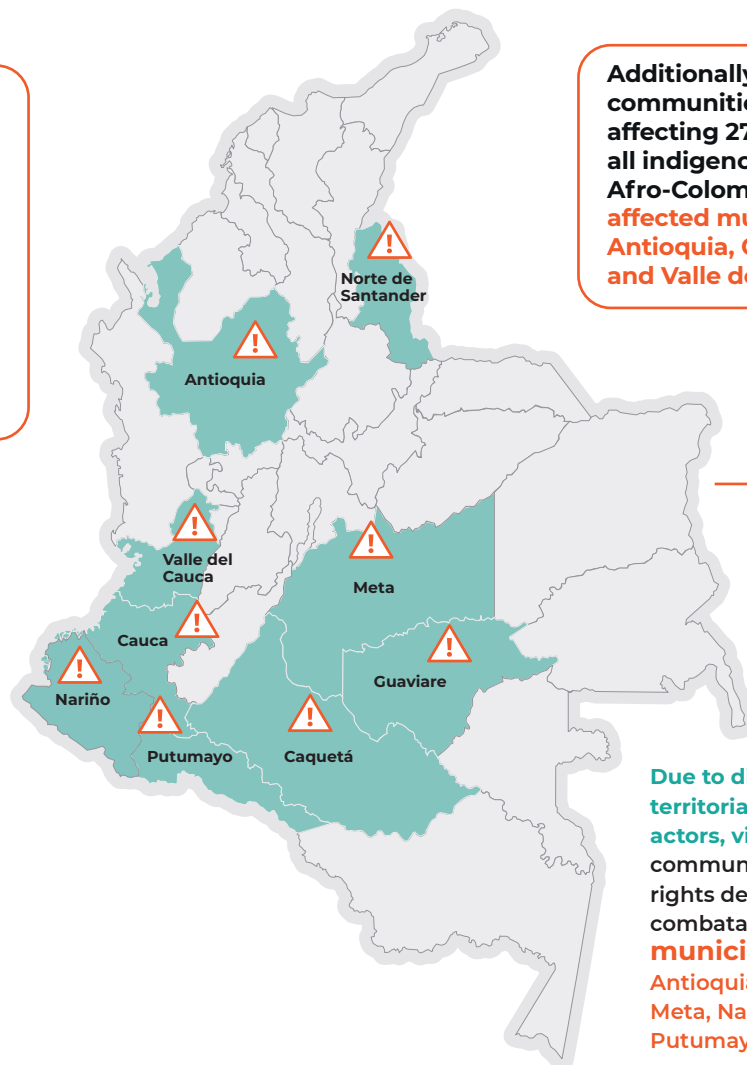 Additionally
communitie
affecting 27
all indigeno
Afro-Colom
affected mu
Antioquia, C
and Valle de
Norte de
Santander
Antioquia
Valle del
Cauca
Meta
Cauca
Guaviare
Nariño
Putumayo
Caquetá
Due to d
territoria
actors, vi
commun
rights de
combata
munici
Antioquia
Meta, Na
Putumay